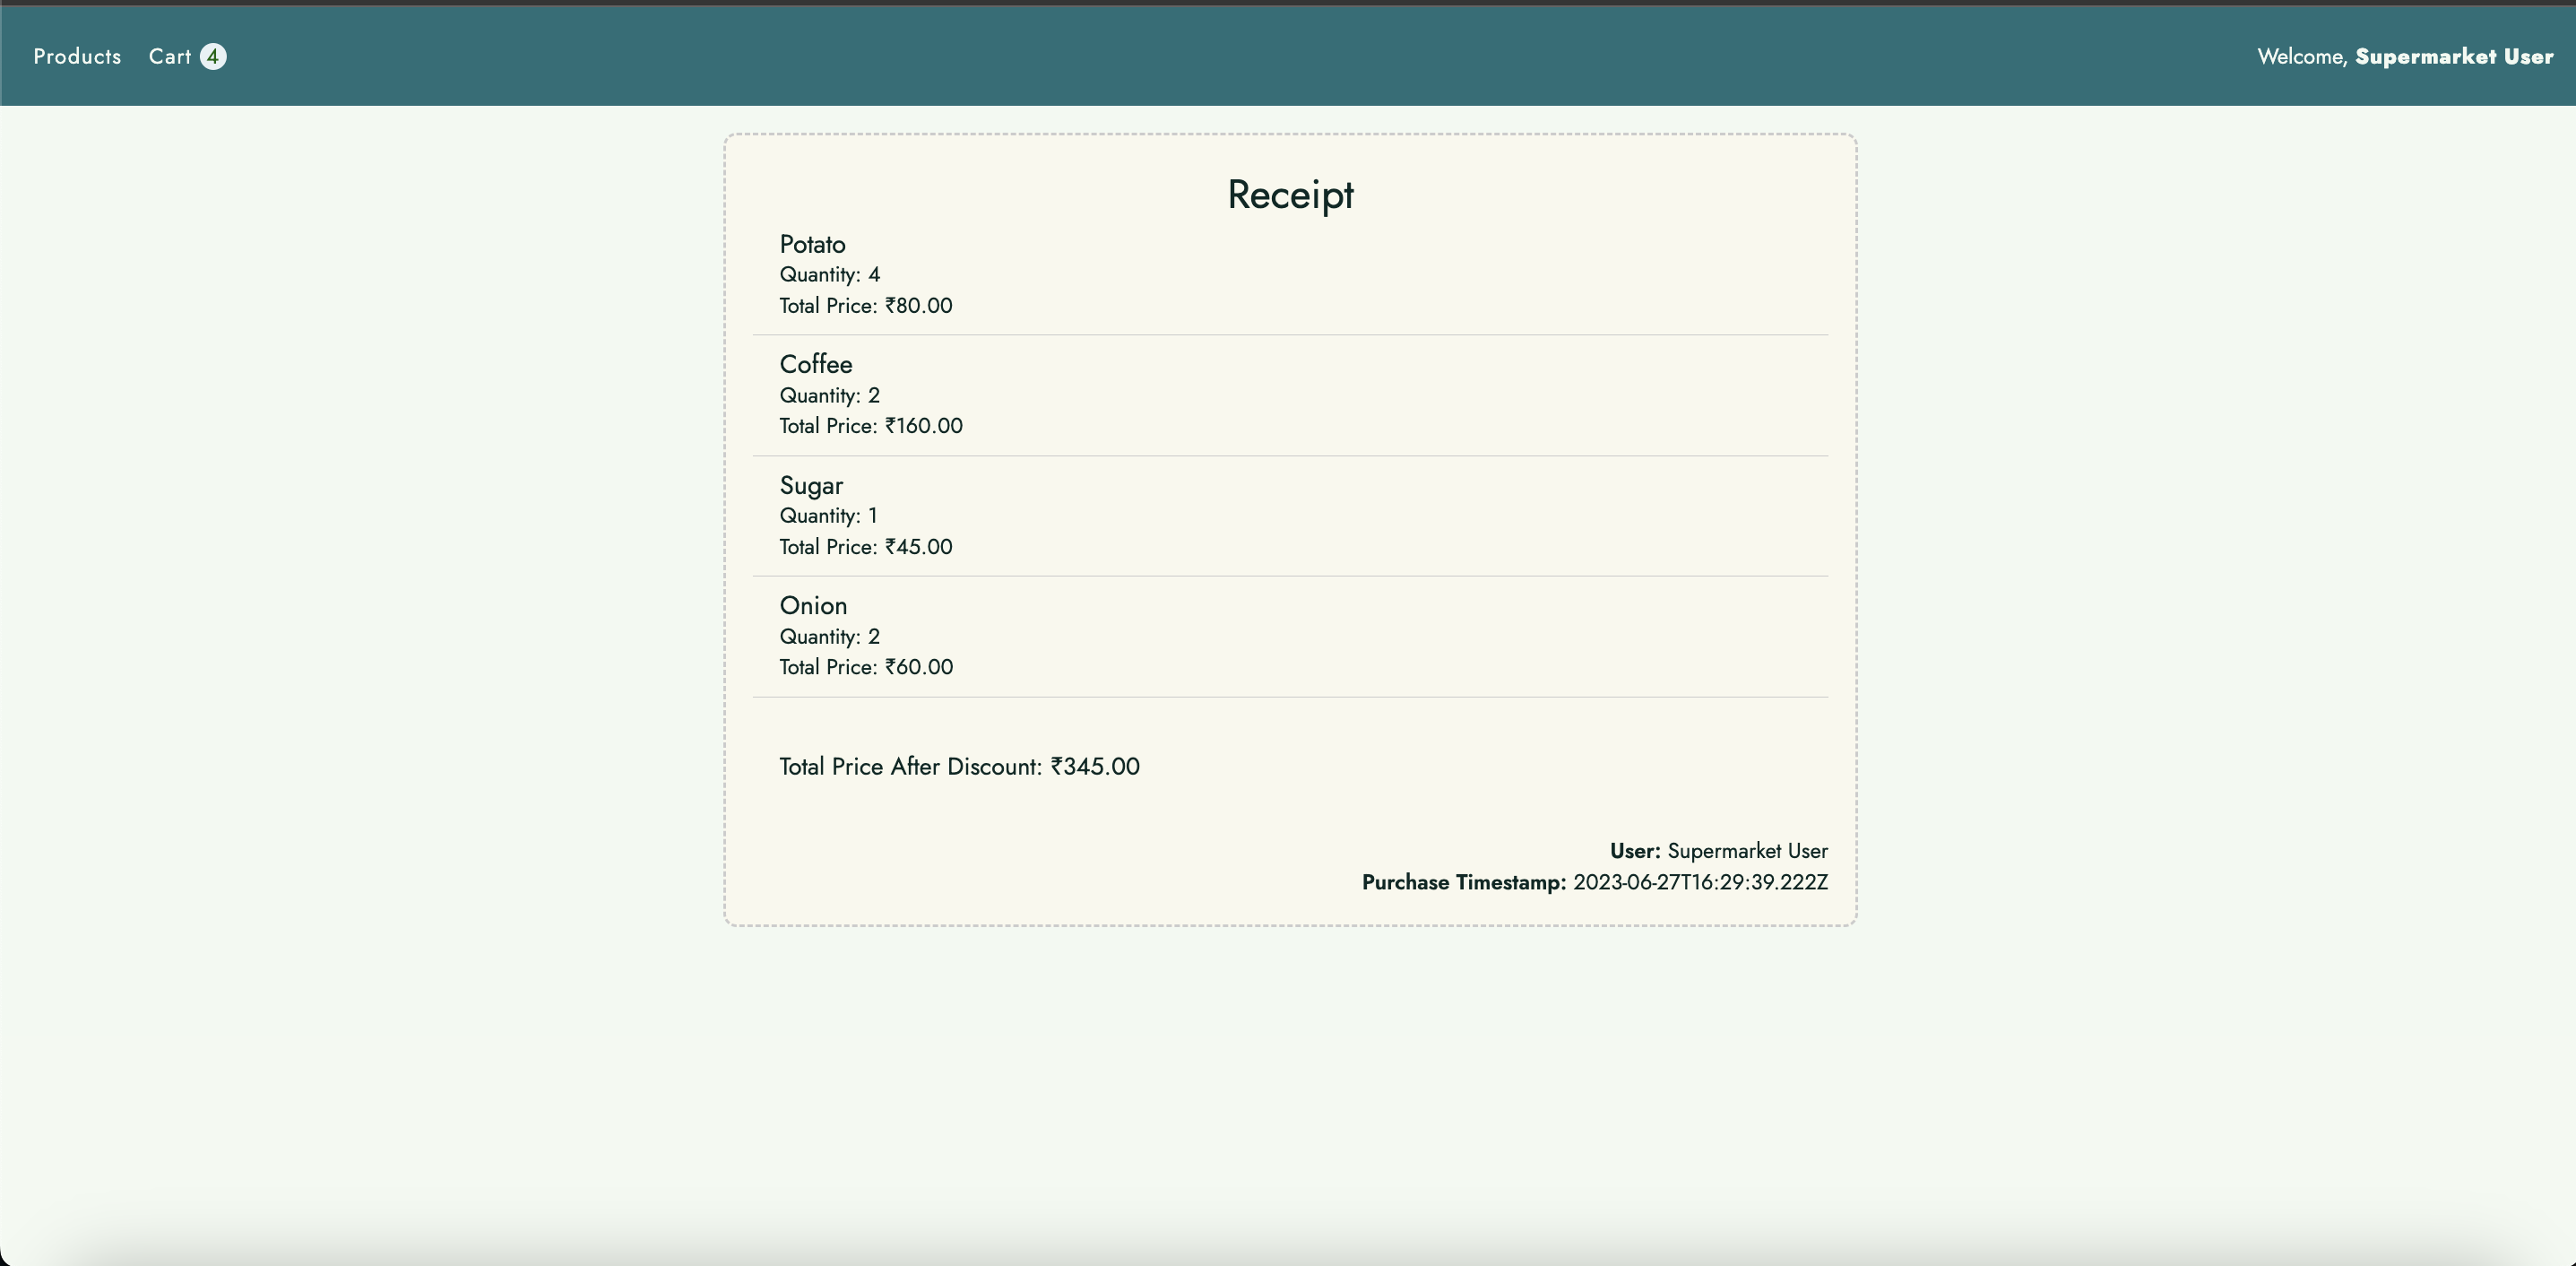 Products Cart 4 Welcome, Supermarket User
Receipt
Potato
Quantity: 4
Total Price: ₹80.00
Coffee
Quantity: 2
Total Price: ₹160.00
Sugar
Quantity: 1
Total Price: ₹45.00
Onion
Quantity: 2
Total Price: ₹60.00
Total Price After Discount: ₹345.00
User: Supermarket User
Purchase Timestamp: 2023-06-27T16:29:39.222Z